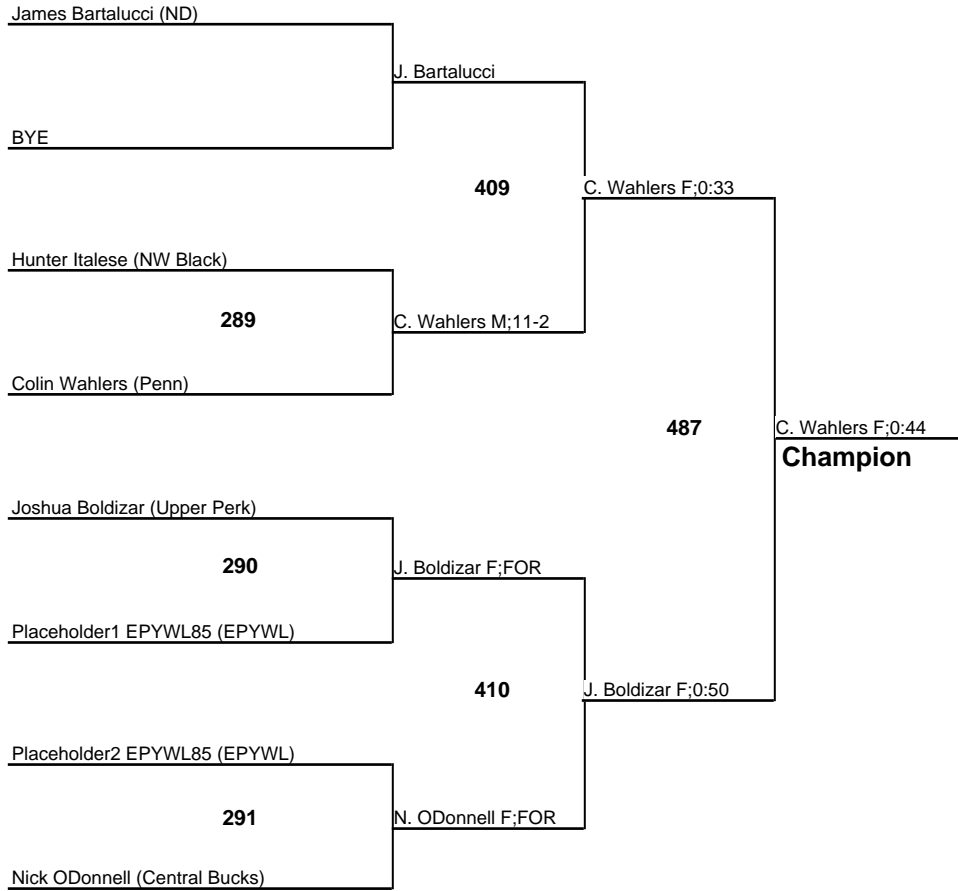 James Bartalucci (ND)
J. Bartalucci
BYE
409
C. Wahlers F;0:33
Hunter Italese (NW Black)
289
C. Wahlers M;11-2
Colin Wahlers (Penn)
487
C. Wahlers F;0:44
Champion
Joshua Boldizar (Upper Perk)
290
J. Boldizar F;FOR
Placeholder1 EPYWL85 (EPYWL)
410
J. Boldizar F;0:50
Placeholder2 EPYWL85 (EPYWL)
291
N. ODonnell F;FOR
Nick ODonnell (Central Bucks)